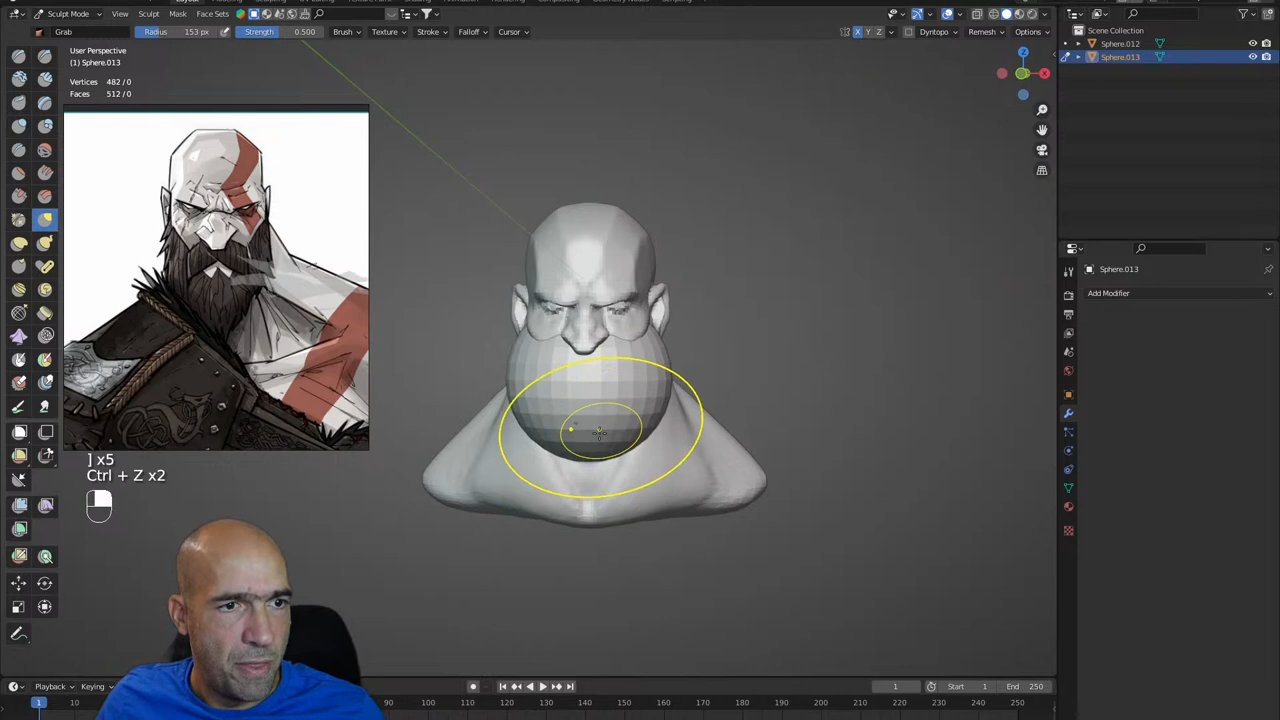 Sculpt Mode View Sculpt Mask Face Sets
Grab Radius 153 px Strength 0.500 Brush Texture Stroke Falloff Cursor X Y Z Dyntopo Remesh Options
User Perspective
(1) Sphere.013
Vertices 482 / 0
Faces 512 / 0
] x5
Ctrl + Z x2
Z
X
Scene Collection
Sphere.012
Sphere.013
Sphere.013
Add Modifier
Playback Keying 1 Start 1 End 250
1 10 100 110 120 130 140 150 160 170 180 190 200 210 220 230 240 250